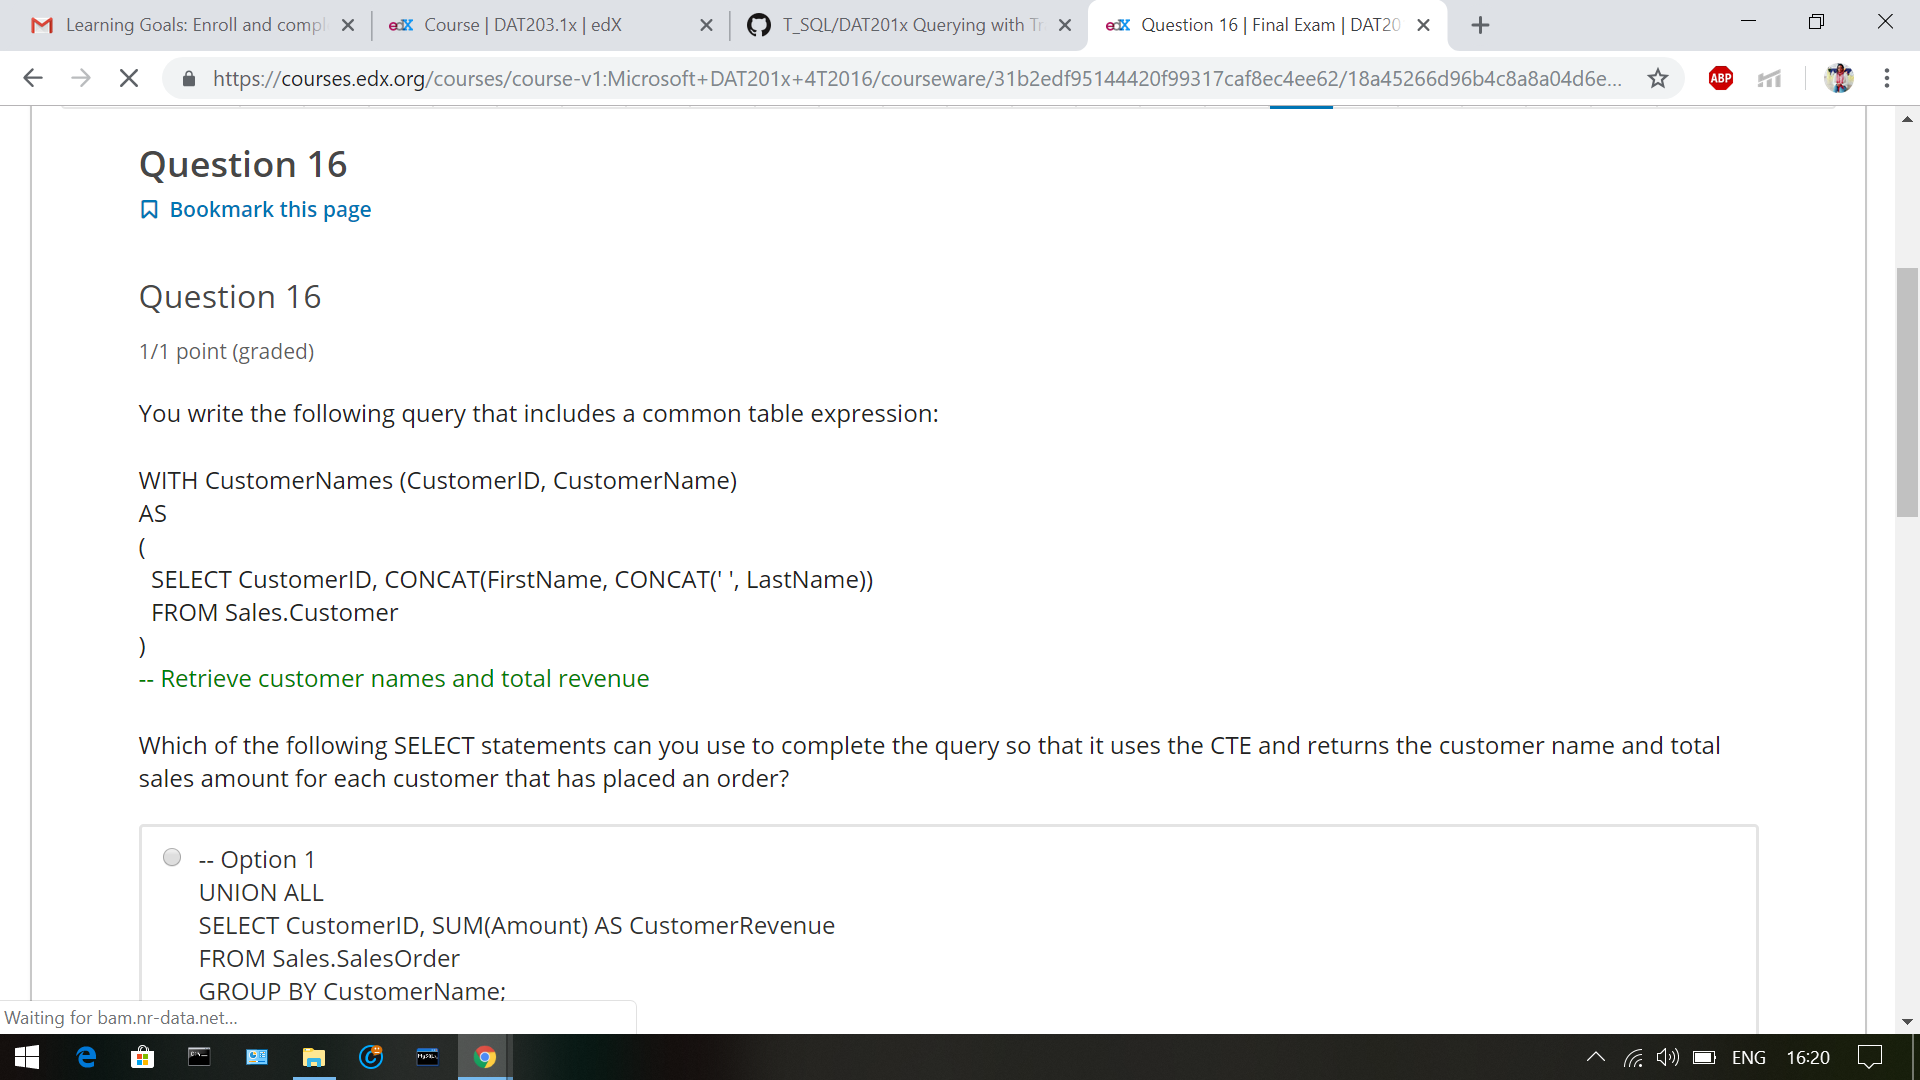 Learning Goals: Enroll and compl
edX Course | DAT203.1x | edX
T_SQL/DAT201x Querying with Tr
edX Question 16 | Final Exam | DAT20
https://courses.edx.org/courses/course-v1:Microsoft+DAT201x+4T2016/courseware/31b2edf95144420f99317caf8ec4ee62/18a45266d96b4c8a8a04d6e...
ABP
Question 16
Bookmark this page
Question 16
1/1 point (graded)
You write the following query that includes a common table expression:
WITH CustomerNames (CustomerID, CustomerName)
AS
(
SELECT CustomerID, CONCAT(FirstName, CONCAT(' ', LastName))
FROM Sales.Customer
)
-- Retrieve customer names and total revenue
Which of the following SELECT statements can you use to complete the query so that it uses the CTE and returns the customer name and total
sales amount for each customer that has placed an order?
-- Option 1
UNION ALL
SELECT CustomerID, SUM(Amount) AS CustomerRevenue
FROM Sales.SalesOrder
GROUP BY CustomerName;
Waiting for bam.nr-data.net...
ENG
16:20